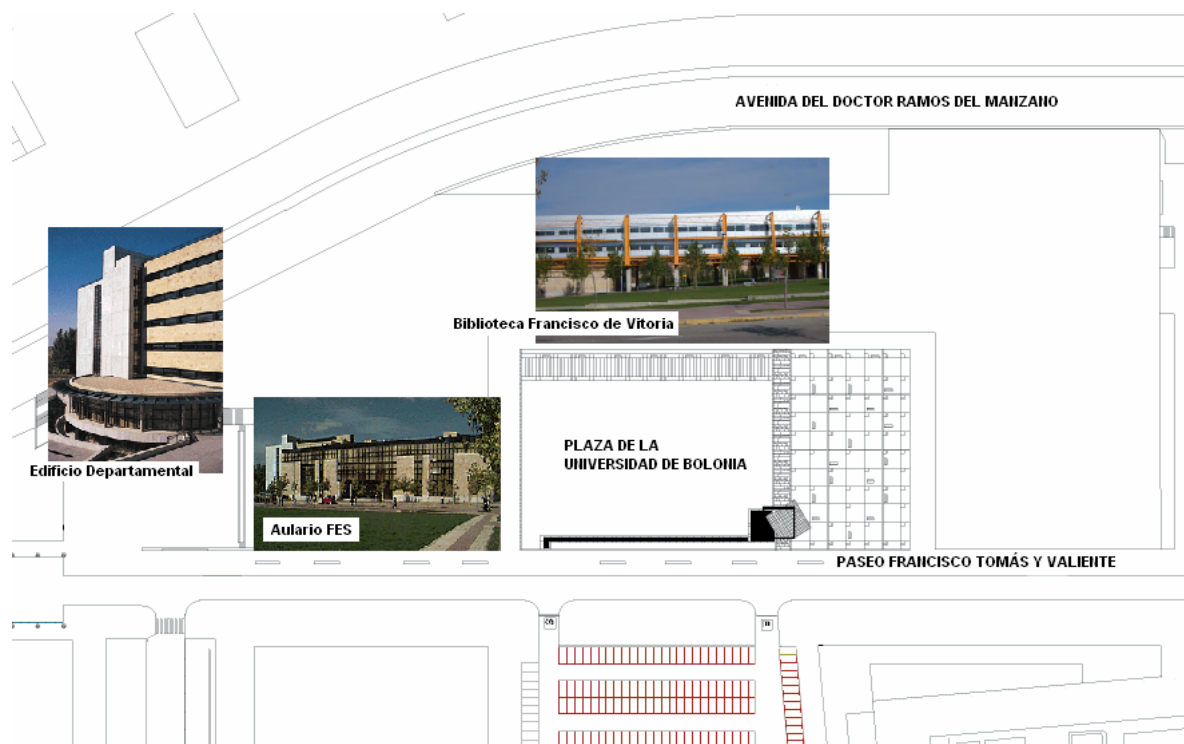 AVENIDA DEL DOCTOR RAMOS DEL MANZANO
Biblioteca Francisco de Vitoria
PLAZA DE LA
UNIVERSIDAD DE BOLONIA
Edificio Departamental
Aulario FES
PASEO FRANCISCO TOMÁS Y VALIENTE